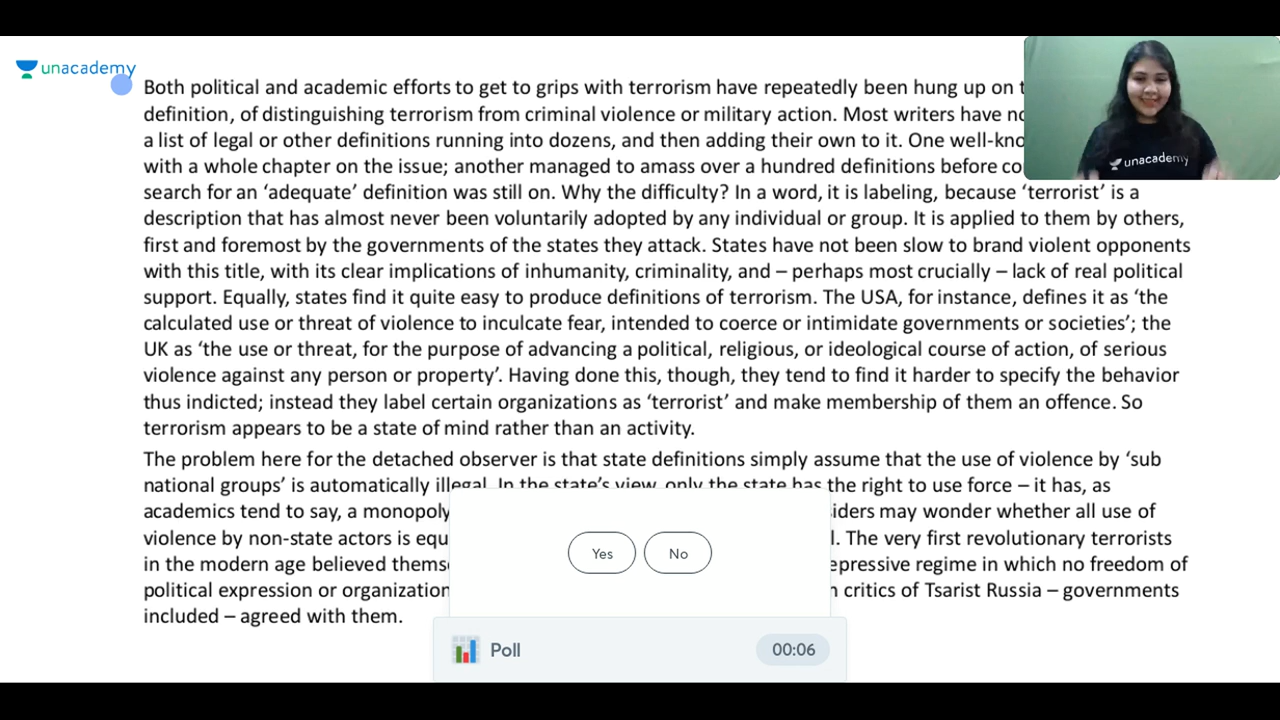 unacademy
Both political and academic efforts to get to grips with terrorism have repeatedly been hung up on
definition, of distinguishing terrorism from criminal violence or military action. Most writers have
a list of legal or other definitions running into dozens, and then adding their own to it. One
with a whole chapter on the issue; another managed to amass over a hundred definitions before
search for an ‘adequate’ definition was still on. Why the difficulty? In a word, it is labeling, because ‘terrorist’ is a
description that has almost never been voluntarily adopted by any individual or group. It is applied to them by others,
first and foremost by the governments of the states they attack. States have not been slow to brand violent opponents
with this title, with its clear implications of inhumanity, criminality, and – perhaps most crucially – lack of real political
support. Equally, states find it quite easy to produce definitions of terrorism. The USA, for instance, defines it as ‘the
calculated use or threat of violence to inculcate fear, intended to coerce or intimidate governments or societies’; the
UK as ‘the use or threat, for the purpose of advancing a political, religious, or ideological course of action, of serious
violence against any person or property’. Having done this, though, they tend to find it harder to specify the behavior
thus indicted; instead they label certain organizations as ‘terrorist’ and make membership of them an offence. So
terrorism appears to be a state of mind rather than an activity.
The problem here for the detached observer is that state definitions simply assume that the use of violence by ‘sub
national groups’ is automatically illegal. In the state’s view, only the state has the right to use force – it has, as
academics tend to say, a monopoly may wonder whether all use of
violence by non-state actors is The very first revolutionary terrorists
in the modern age believed regime in which no freedom of
political expression or critics of Tsarist Russia – governments
included – agreed with them.
unacademy
Yes No
Poll 00:06